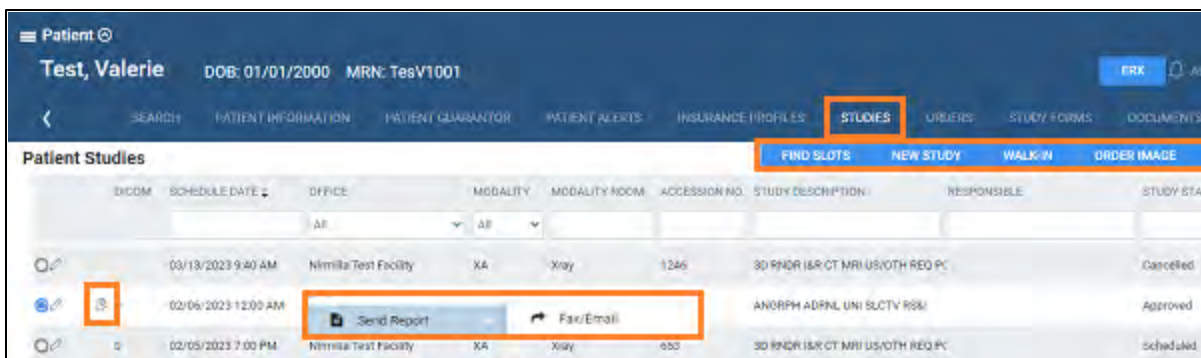 Patient
Test, Valerie DOB: 01/01/2000 MRN: TesV1001 ERX
SEARCH PATIENT INFORMATION PATIENT GUARANTOR PATIENT ALERTS INSURANCE PROFILES STUDIES ORDERS STUDY FORMS DOCUMENTS
Patient Studies FIND SLOTS NEW STUDY WALK-IN ORDER IMAGE
DICOM SCHEDULE DATE OFFICE MODALITY MODALITY ROOM ACCESSION NO. STUDY DESCRIPTION RESPONSIBLE STUDY STA
All All
03/13/2023 9:40 AM Nirmilla Test Facility XA Xray 1246 3D RNDR I&R CT MRI US/OTH REQ PC Cancelled
02/06/2023 12:00 AM Send Report Fax/Email ANGRPH ADRNL UNI SLCTV RS&I Approved
02/05/2023 7:00 PM Nirmilla Test Facility XA Xray 3D RNDR I&R CT MRI US/OTH REQ PC Scheduled